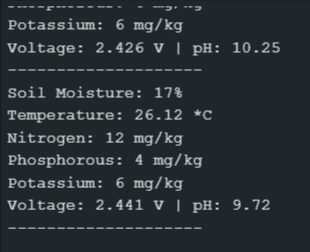 Potassium: 6 mg/kg
Voltage: 2.426 V | pH: 10.25
--------------------
Soil Moisture: 17%
Temperature: 26.12 *C
Nitrogen: 12 mg/kg
Phosphorous: 4 mg/kg
Potassium: 6 mg/kg
Voltage: 2.441 V | pH: 9.72
--------------------